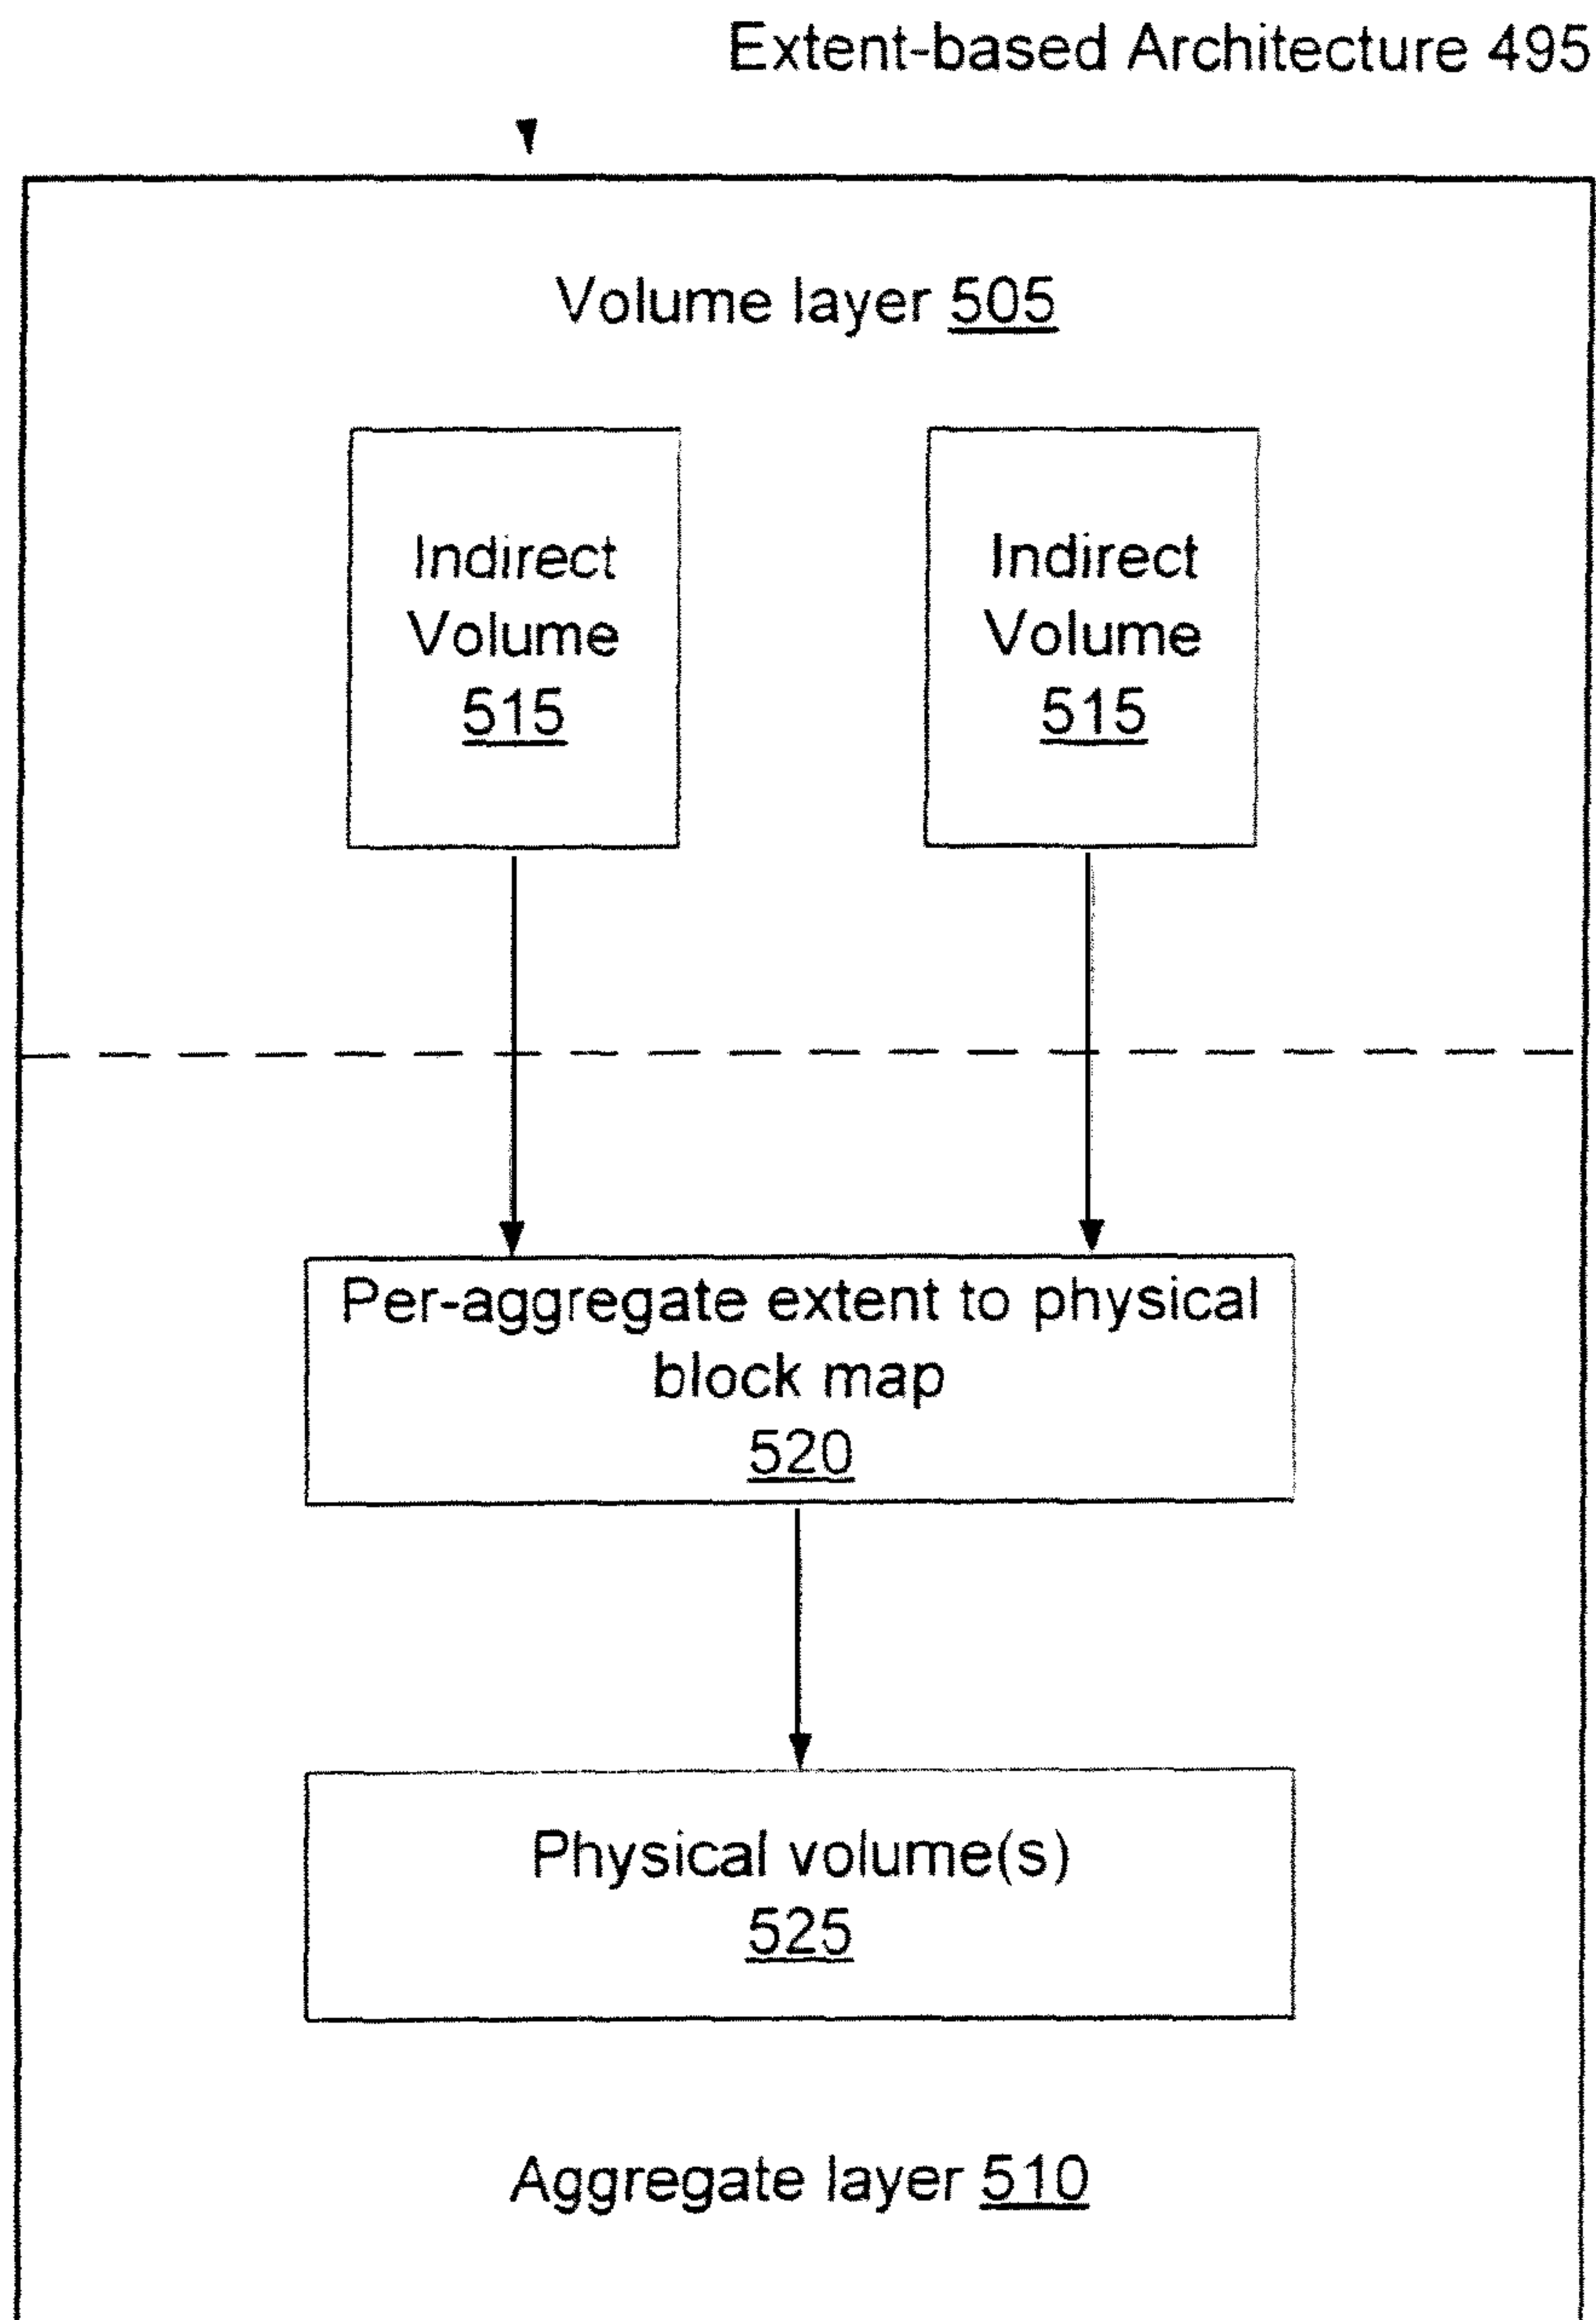 Extent-based Architecture 495
Volume layer 505
Indirect
Volume
515
Indirect
Volume
515
Per-aggregate extent to physical
block map
520
Physical volume(s)
525
Aggregate layer 510